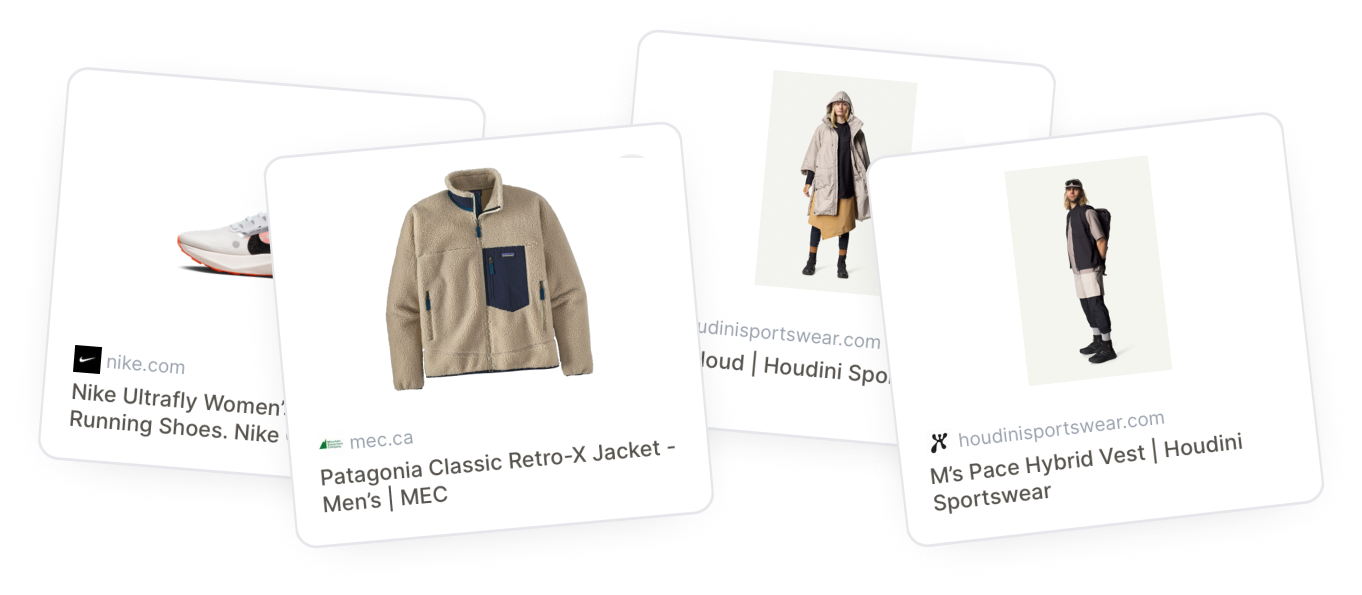 nike.com
Nike Ultrafly Women’
Running Shoes. Nike
mec.ca
Patagonia Classic Retro-X Jacket -
Men’s | MEC
udinisportswear.com
loud | Houdini Spo
houdinisportswear.com
M’s Pace Hybrid Vest | Houdini
Sportswear